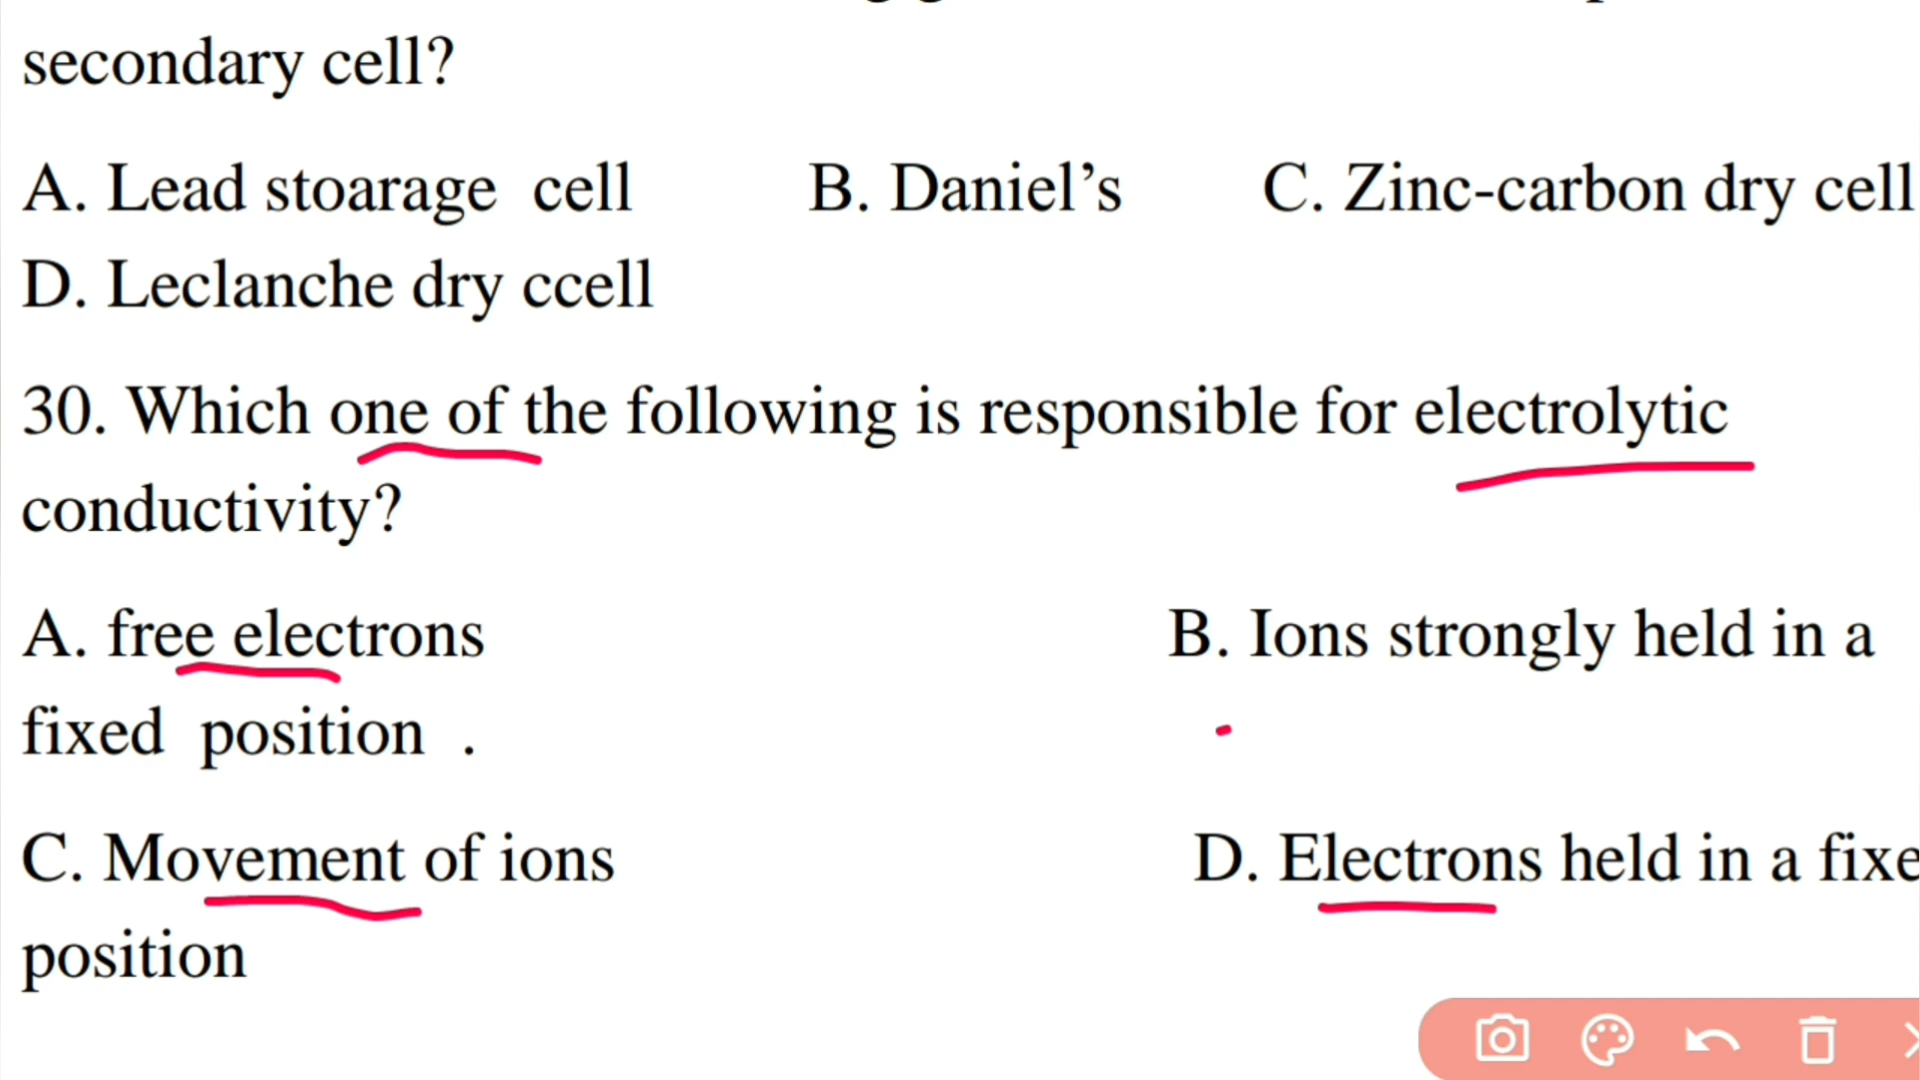 secondary cell?
A. Lead stoarage cell B. Daniel’s C. Zinc-carbon dry cell
D. Leclanche dry ccell
30. Which one of the following is responsible for electrolytic
conductivity?
A. free electrons B. Ions strongly held in a
fixed position .
C. Movement of ions D. Electrons held in a fixe
position